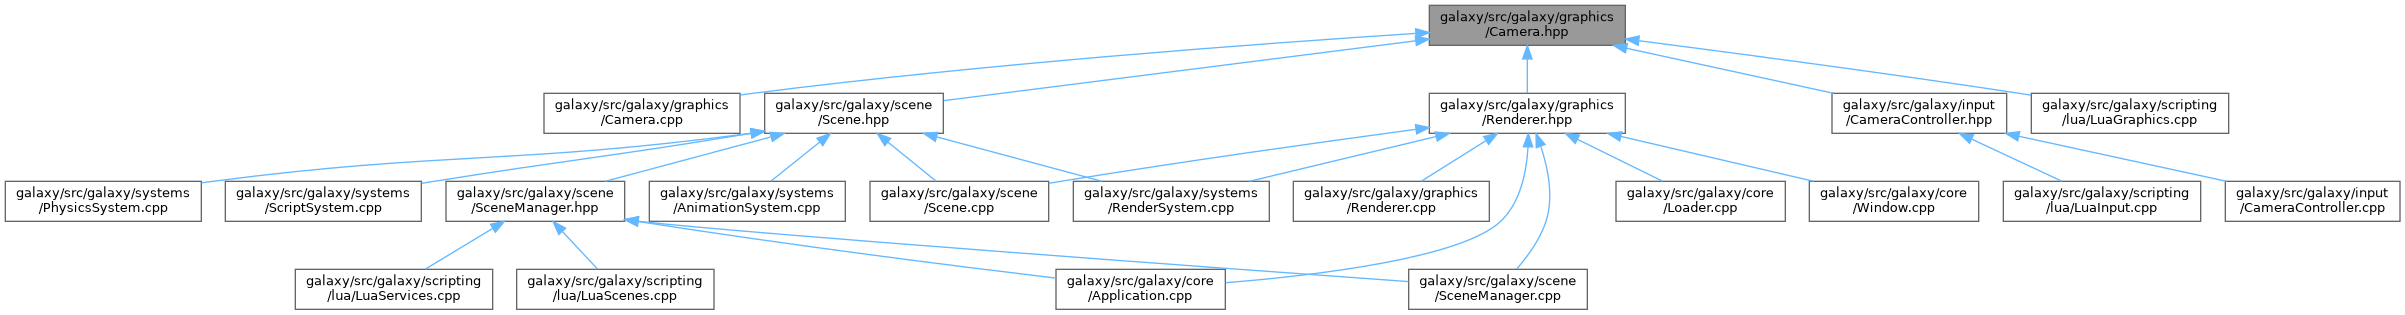 galaxy/src/galaxy/graphics
/Camera.hpp
galaxy/src/galaxy/graphics
/Camera.cpp
galaxy/src/galaxy/scene
/Scene.hpp
galaxy/src/galaxy/graphics
/Renderer.hpp
galaxy/src/galaxy/input
/CameraController.hpp
galaxy/src/galaxy/scripting
/lua/LuaGraphics.cpp
galaxy/src/galaxy/systems
/PhysicsSystem.cpp
galaxy/src/galaxy/systems
/ScriptSystem.cpp
galaxy/src/galaxy/scene
/SceneManager.hpp
galaxy/src/galaxy/systems
/AnimationSystem.cpp
galaxy/src/galaxy/scene
/Scene.cpp
galaxy/src/galaxy/systems
/RenderSystem.cpp
galaxy/src/galaxy/graphics
/Renderer.cpp
galaxy/src/galaxy/core
/Loader.cpp
galaxy/src/galaxy/core
/Window.cpp
galaxy/src/galaxy/scripting
/lua/LuaInput.cpp
galaxy/src/galaxy/input
/CameraController.cpp
galaxy/src/galaxy/scripting
/lua/LuaServices.cpp
galaxy/src/galaxy/scripting
/lua/LuaScenes.cpp
galaxy/src/galaxy/core
/Application.cpp
galaxy/src/galaxy/scene
/SceneManager.cpp